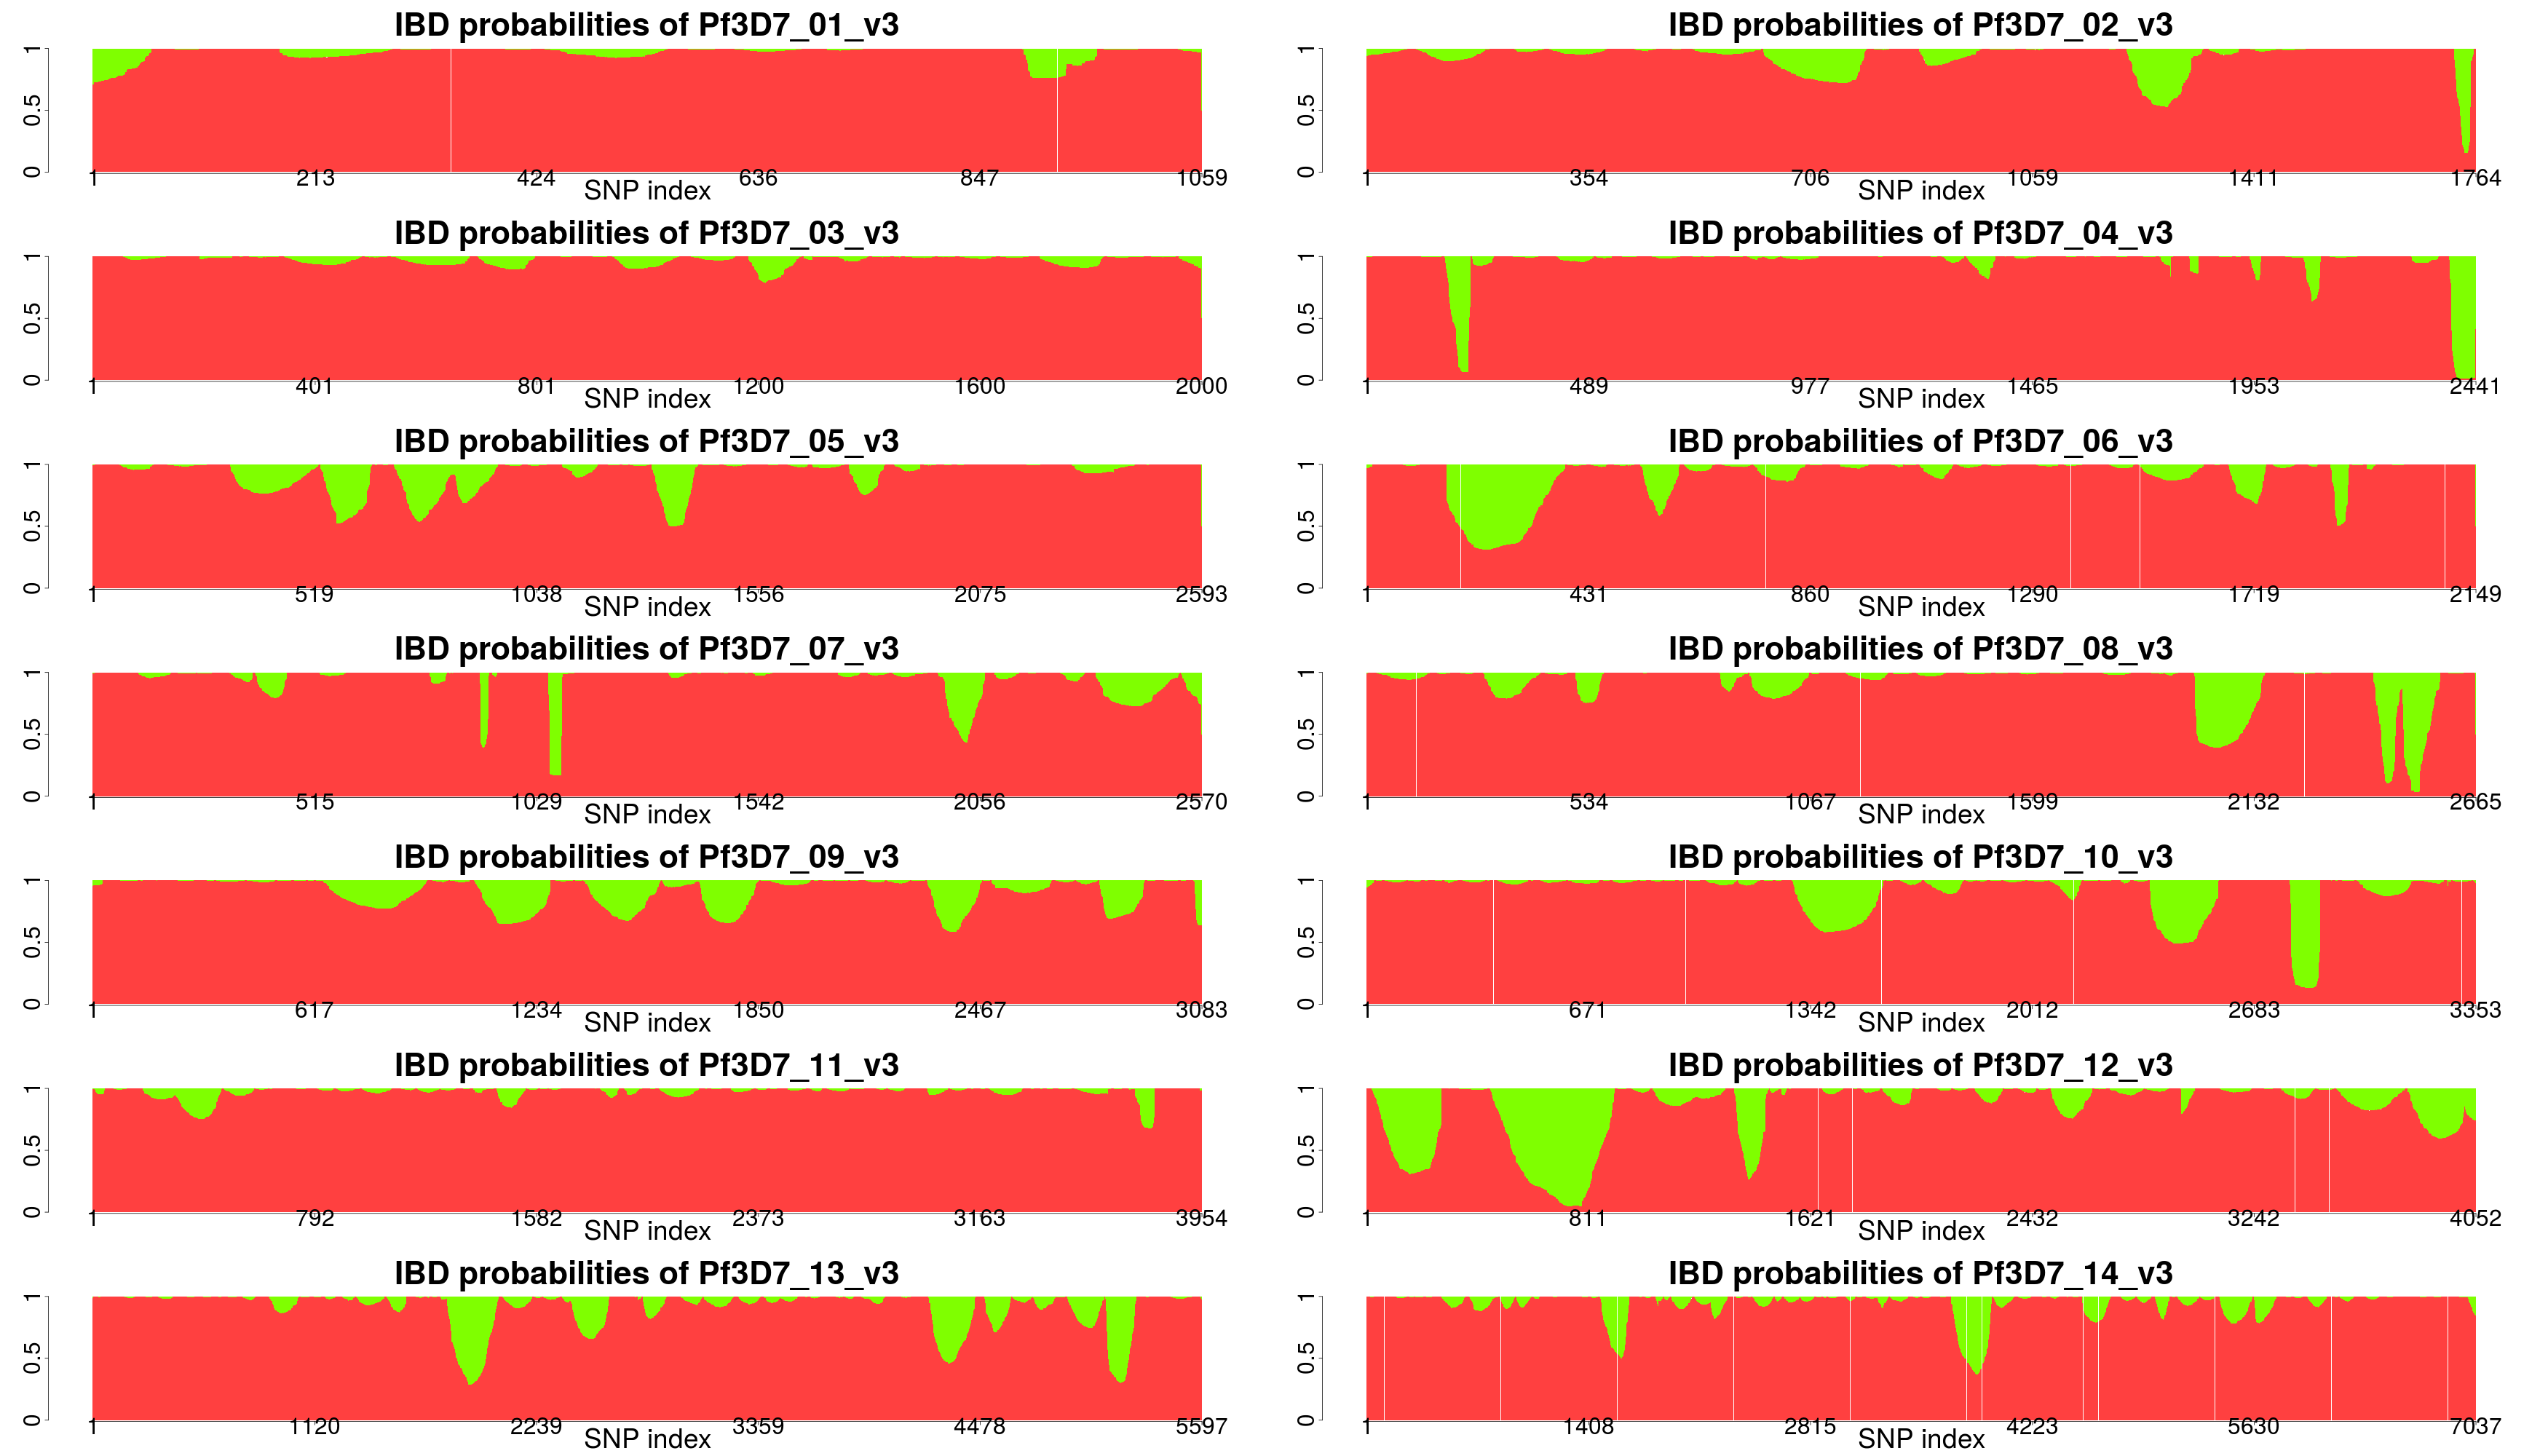 IBD probabilities of Pf3D7_01_v3
0 0.5 1
1 213 424 636 847 1059
SNP index
IBD probabilities of Pf3D7_02_v3
0 0.5 1
1 354 706 1059 1411 1764
SNP index
IBD probabilities of Pf3D7_03_v3
0 0.5 1
1 401 801 1200 1600 2000
SNP index
IBD probabilities of Pf3D7_04_v3
0 0.5 1
1 489 977 1465 1953 2441
SNP index
IBD probabilities of Pf3D7_05_v3
0 0.5 1
1 519 1038 1556 2075 2593
SNP index
IBD probabilities of Pf3D7_06_v3
0 0.5 1
1 431 860 1290 1719 2149
SNP index
IBD probabilities of Pf3D7_07_v3
0 0.5 1
1 515 1029 1542 2056 2570
SNP index
IBD probabilities of Pf3D7_08_v3
0 0.5 1
1 534 1067 1599 2132 2665
SNP index
IBD probabilities of Pf3D7_09_v3
0 0.5 1
1 617 1234 1850 2467 3083
SNP index
IBD probabilities of Pf3D7_10_v3
0 0.5 1
1 671 1342 2012 2683 3353
SNP index
IBD probabilities of Pf3D7_11_v3
0 0.5 1
1 792 1582 2373 3163 3954
SNP index
IBD probabilities of Pf3D7_12_v3
0 0.5 1
1 811 1621 2432 3242 4052
SNP index
IBD probabilities of Pf3D7_13_v3
0 0.5 1
1 1120 2239 3359 4478 5597
SNP index
IBD probabilities of Pf3D7_14_v3
0 0.5 1
1 1408 2815 4223 5630 7037
SNP index